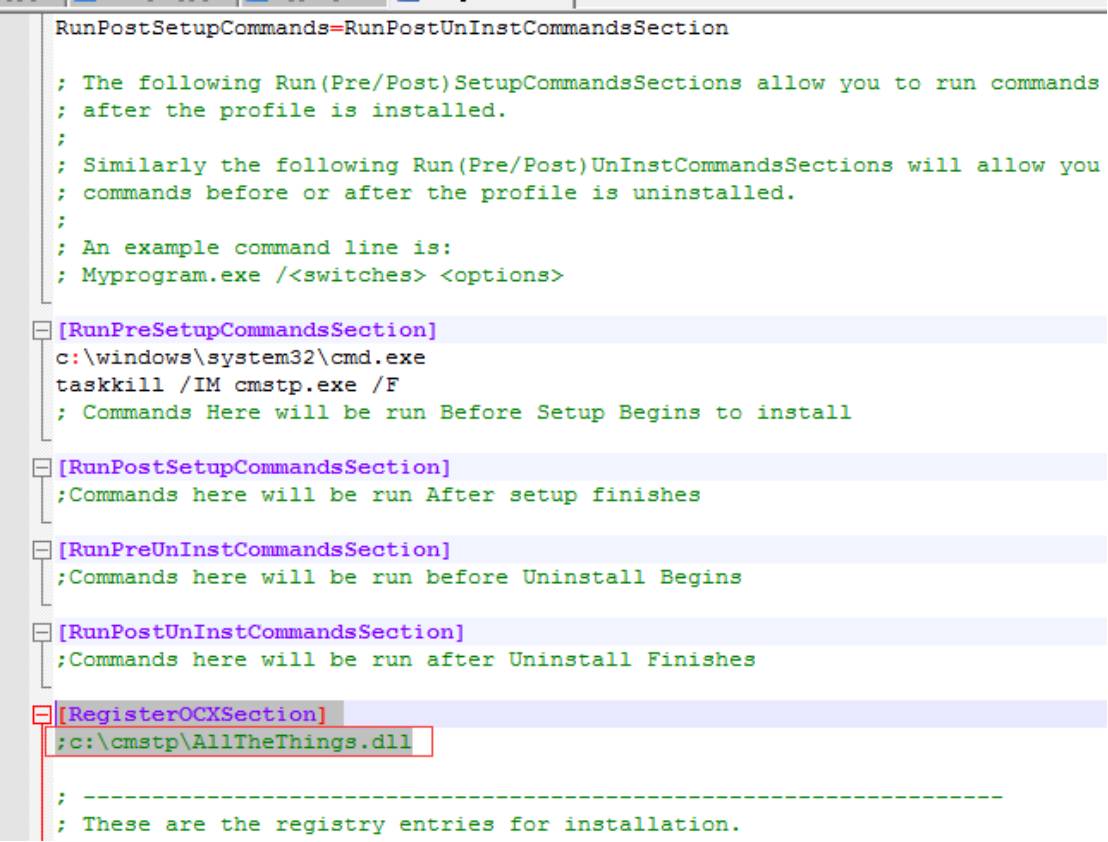 RunPostSetupCommands=RunPostUnInstCommandsSection
; The following Run(Pre/Post)SetupCommandsSections allow you to run commands
; after the profile is installed.
;
; Similarly the following Run(Pre/Post)UnInstCommandsSections will allow you
; commands before or after the profile is uninstalled.
;
; An example command line is:
; Myprogram.exe /<switches> <options>
[RunPreSetupCommandsSection]
c:\windows\system32\cmd.exe
taskkill /IM cmstp.exe /F
; Commands Here will be run Before Setup Begins to install
[RunPostSetupCommandsSection]
;Commands here will be run After setup finishes
[RunPreUnInstCommandsSection]
;Commands here will be run before Uninstall Begins
[RunPostUnInstCommandsSection]
;Commands here will be run after Uninstall Finishes
[RegisterOCXSection]
;c:\cmstp\AllTheThings.dll
; -------------------------------------------------------------------
; These are the registry entries for installation.